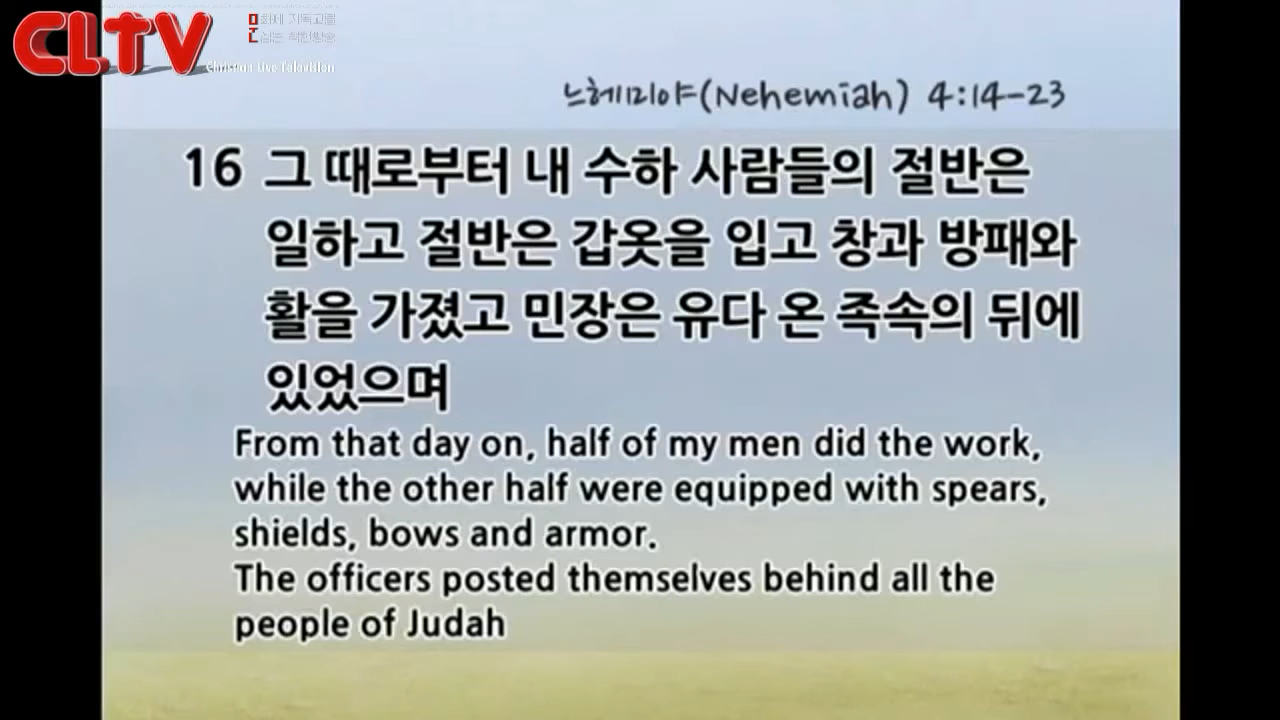 CLTV
Christian Live Television
느헤미야(Nehemiah) 4:14-23
16 그 때로부터 내 수하 사람들의 절반은
일하고 절반은 갑옷을 입고 창과 방패와
활을 가졌고 민장은 유다 온 족속의 뒤에
있었으며
From that day on, half of my men did the work,
while the other half were equipped with spears,
shields, bows and armor.
The officers posted themselves behind all the
people of Judah